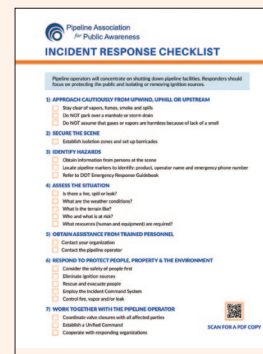 Pipeline Association
for Public Awareness
INCIDENT RESPONSE CHECKLIST
Pipeline operators will concentrate on shutting down pipeline facilities. Responders should
focus on protecting the public and isolating or removing ignition sources.
1) APPROACH CAUTIOUSLY FROM UPWIND, UPHILL OR UPSTREAM
Stay clear of vapors, fumes, smoke and spills
Do NOT park over a manhole or storm drain
Do NOT assume that gases or vapors are harmless because of lack of a smell
2) SECURE THE SCENE
Establish isolation zones and set up barricades
3) IDENTIFY HAZARDS
Obtain information from persons at the scene
Locate pipeline markers to identify: product, operator name and emergency phone number
Refer to DOT Emergency Response Guidebook
4) ASSESS THE SITUATION
Is there a fire, spill or leak?
What are the weather conditions?
What is the terrain like?
Who and what is at risk?
What resources (human and equipment) are required?
5) OBTAIN ASSISTANCE FROM TRAINED PERSONNEL
Contact your organization
Contact the pipeline operator
6) RESPOND TO PROTECT PEOPLE, PROPERTY & THE ENVIRONMENT
Consider the safety of people first
Eliminate ignition sources
Rescue and evacuate people
Employ the Incident Command System
Control fire, vapor and/or leak
7) WORK TOGETHER WITH THE PIPELINE OPERATOR
Coordinate valve closures with all affected parties
Establish a Unified Command
Cooperate with responding organizations
SCAN FOR A PDF COPY